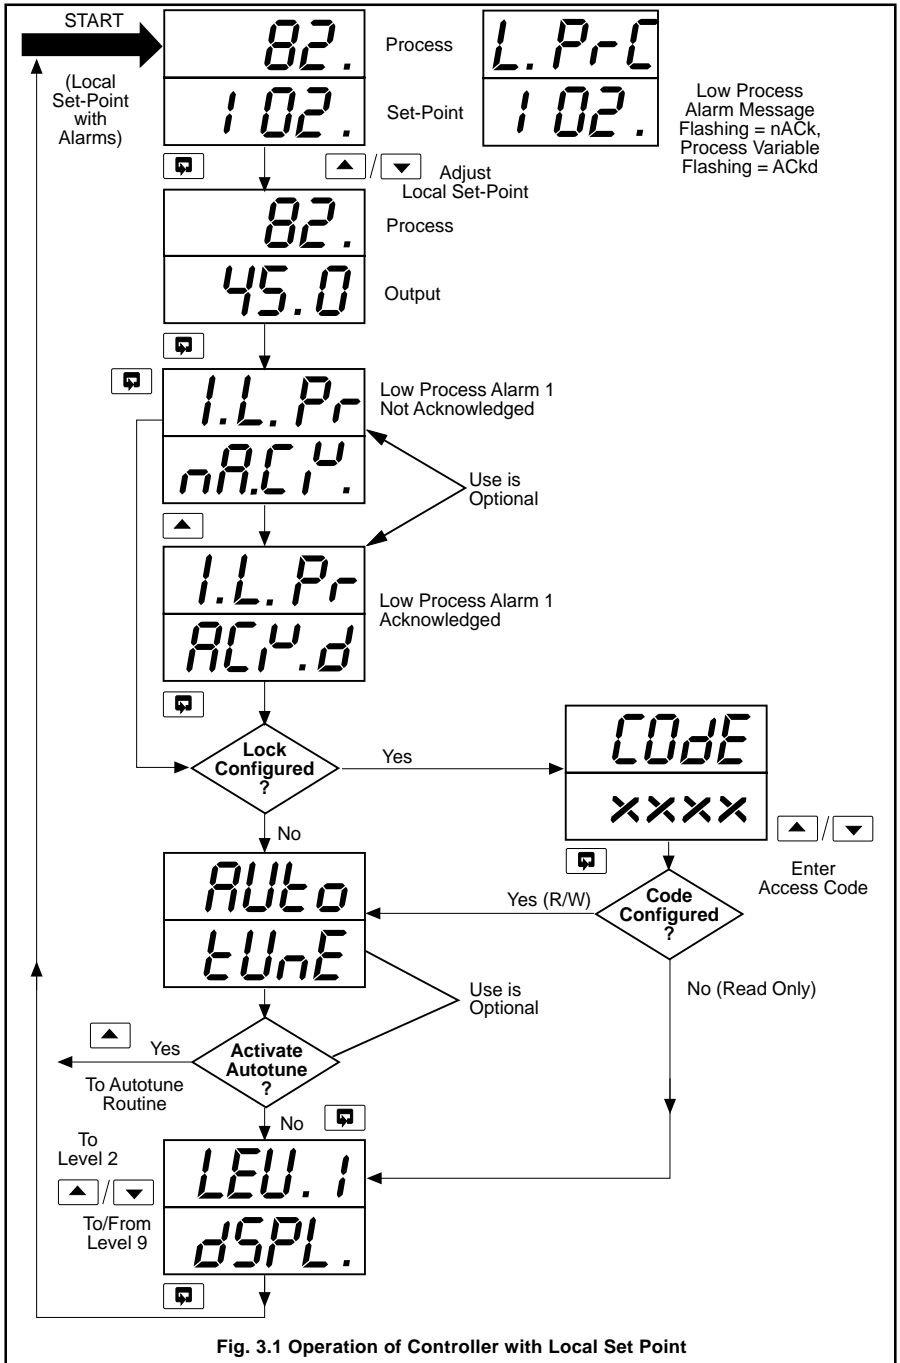 START
(Local
Set-Point
with
Alarms)
82.
Process
102.
Set-Point
L.PrC
102.
Low Process
Alarm Message
Flashing = nACk,
Process Variable
Flashing = ACkd
/
Adjust
Local Set-Point
82.
Process
45.0
Output
1.L.Pr
nA.CK.
Low Process Alarm 1
Not Acknowledged
Use is
Optional
1.L.Pr
ACK.d
Low Process Alarm 1
Acknowledged
Lock
Configured
?
Yes
No
COdE
xxxx
/
Enter
Access Code
Code
Configured
?
Yes (R/W)
No (Read Only)
AUto
tUnE
Use is
Optional
Activate
Autotune
?
Yes
To Autotune
Routine
No
To
Level 2
/
To/From
Level 9
LEV.1
dSPL.
Fig. 3.1 Operation of Controller with Local Set Point